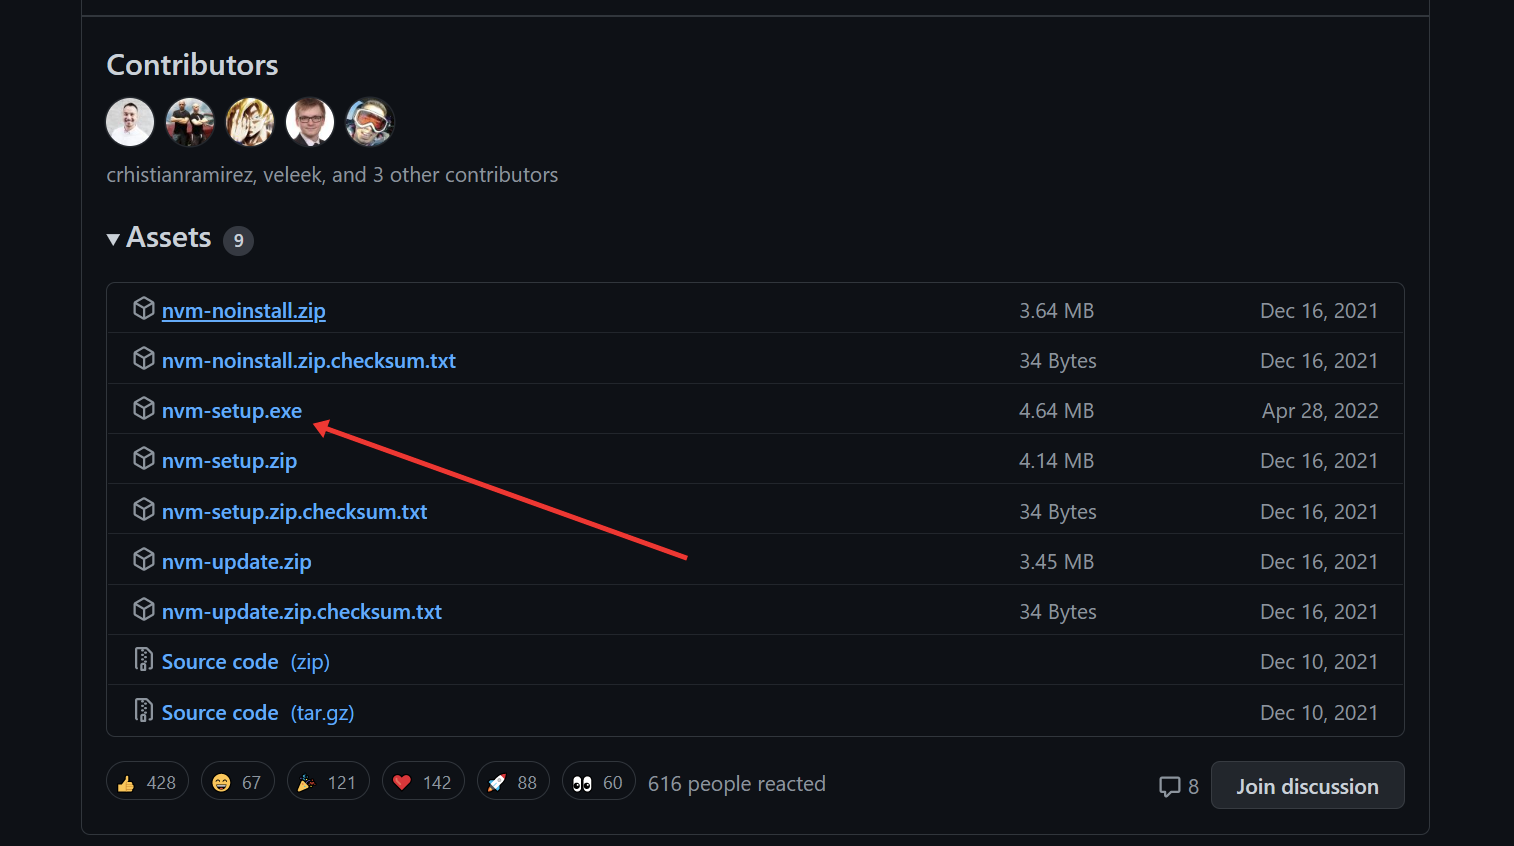 Contributors
crhistianramirez, veleek, and 3 other contributors
Assets 9
nvm-noinstall.zip 3.64 MB Dec 16, 2021
nvm-noinstall.zip.checksum.txt 34 Bytes Dec 16, 2021
nvm-setup.exe 4.64 MB Apr 28, 2022
nvm-setup.zip 4.14 MB Dec 16, 2021
nvm-setup.zip.checksum.txt 34 Bytes Dec 16, 2021
nvm-update.zip 3.45 MB Dec 16, 2021
nvm-update.zip.checksum.txt 34 Bytes Dec 16, 2021
Source code (zip) Dec 10, 2021
Source code (tar.gz) Dec 10, 2021
👍 428 😄 67 🎉 121 ❤️ 142 🚀 88 👀 60 616 people reacted 8 Join discussion